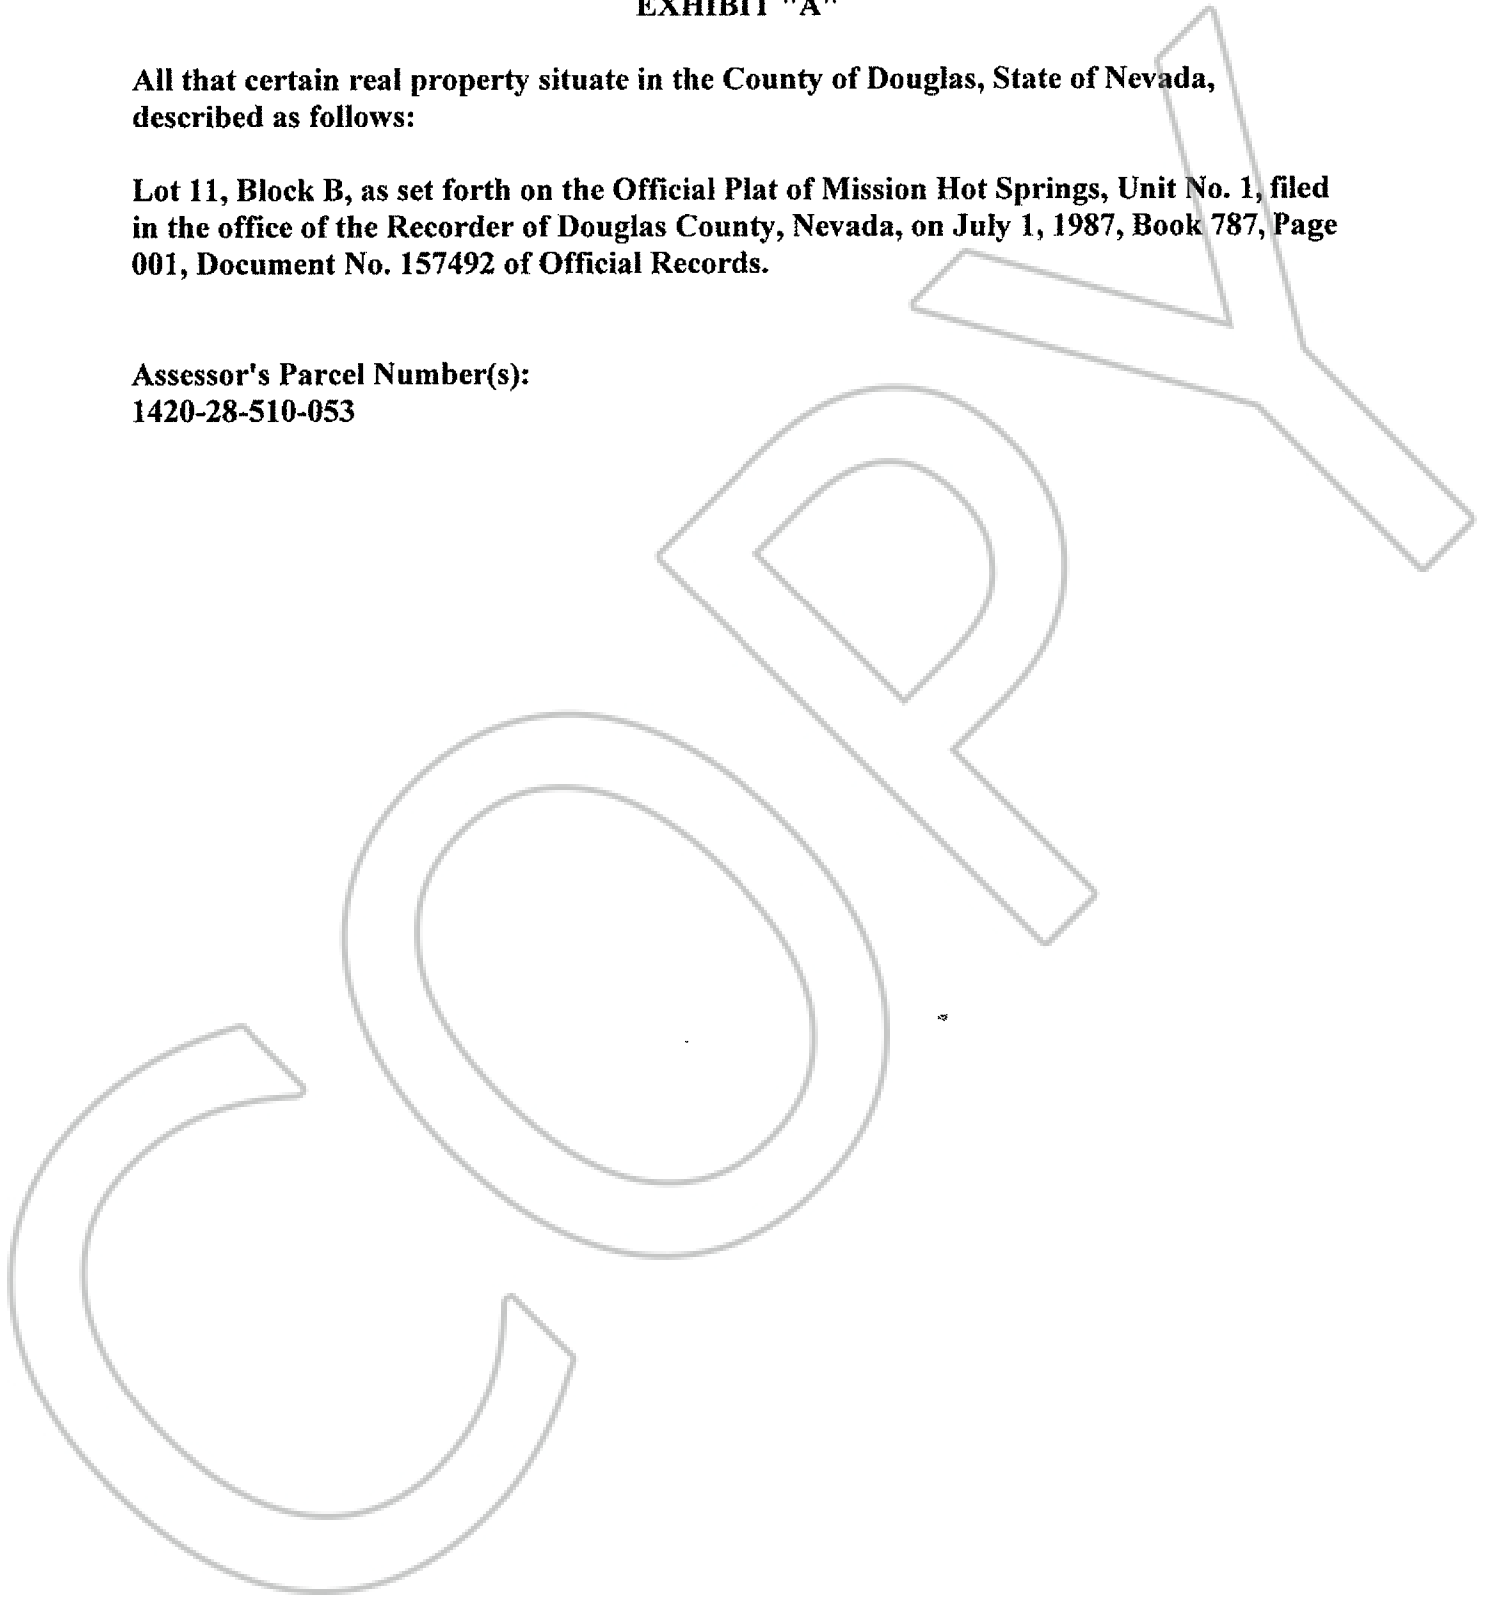 EXHIBIT "A"
All that certain real property situate in the County of Douglas, State of Nevada,
described as follows:
Lot 11, Block B, as set forth on the Official Plat of Mission Hot Springs, Unit No. 1, filed
in the office of the Recorder of Douglas County, Nevada, on July 1, 1987, Book 787, Page
001, Document No. 157492 of Official Records.
Assessor's Parcel Number(s):
1420-28-510-053
COPY